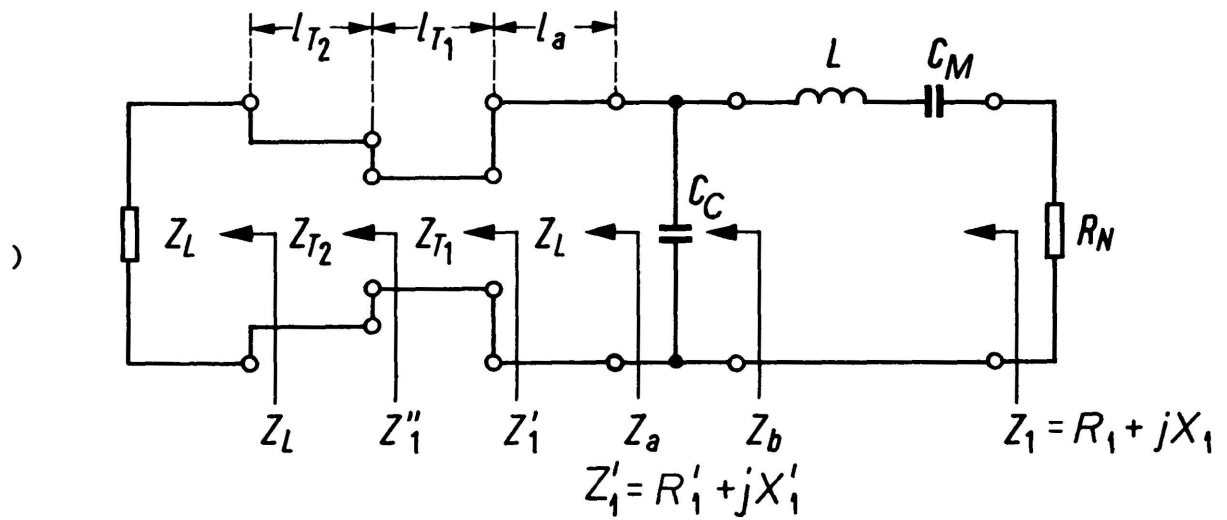 l_T2 l_T1 l_a
L C_M
C_C
) Z_L Z_T2 Z_T1 Z_L R_N
Z_L Z''_1 Z'_1 Z_a Z_b Z_1 = R_1 + jX_1
Z'_1 = R'_1 + jX'_1